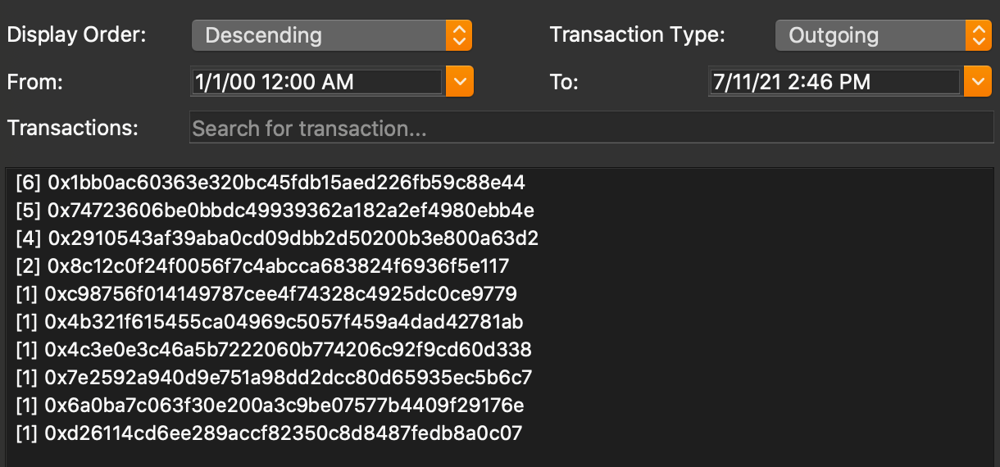 Display Order: Descending Transaction Type: Outgoing
From: 1/1/00 12:00 AM To: 7/11/21 2:46 PM
Transactions: Search for transaction...
[6] 0x1bb0ac60363e320bc45fdb15aed226fb59c88e44
[5] 0x74723606be0bbdc49939362a182a2ef4980ebb4e
[4] 0x2910543af39aba0cd09dbb2d50200b3e800a63d2
[2] 0x8c12c0f24f0056f7c4abcca683824f6936f5e117
[1] 0xc98756f014149787cee4f74328c4925dc0ce9779
[1] 0x4b321f615455ca04969c5057f459a4dad42781ab
[1] 0x4c3e0e3c46a5b7222060b774206c92f9cd60d338
[1] 0x7e2592a940d9e751a98dd2dcc80d65935ec5b6c7
[1] 0x6a0ba7c063f30e200a3c9be07577b4409f29176e
[1] 0xd26114cd6ee289accf82350c8d8487fedb8a0c07